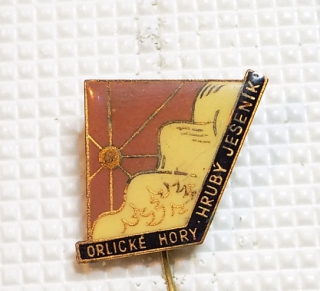 ORLICKÉ HORY HRUBÝ JESENÍK